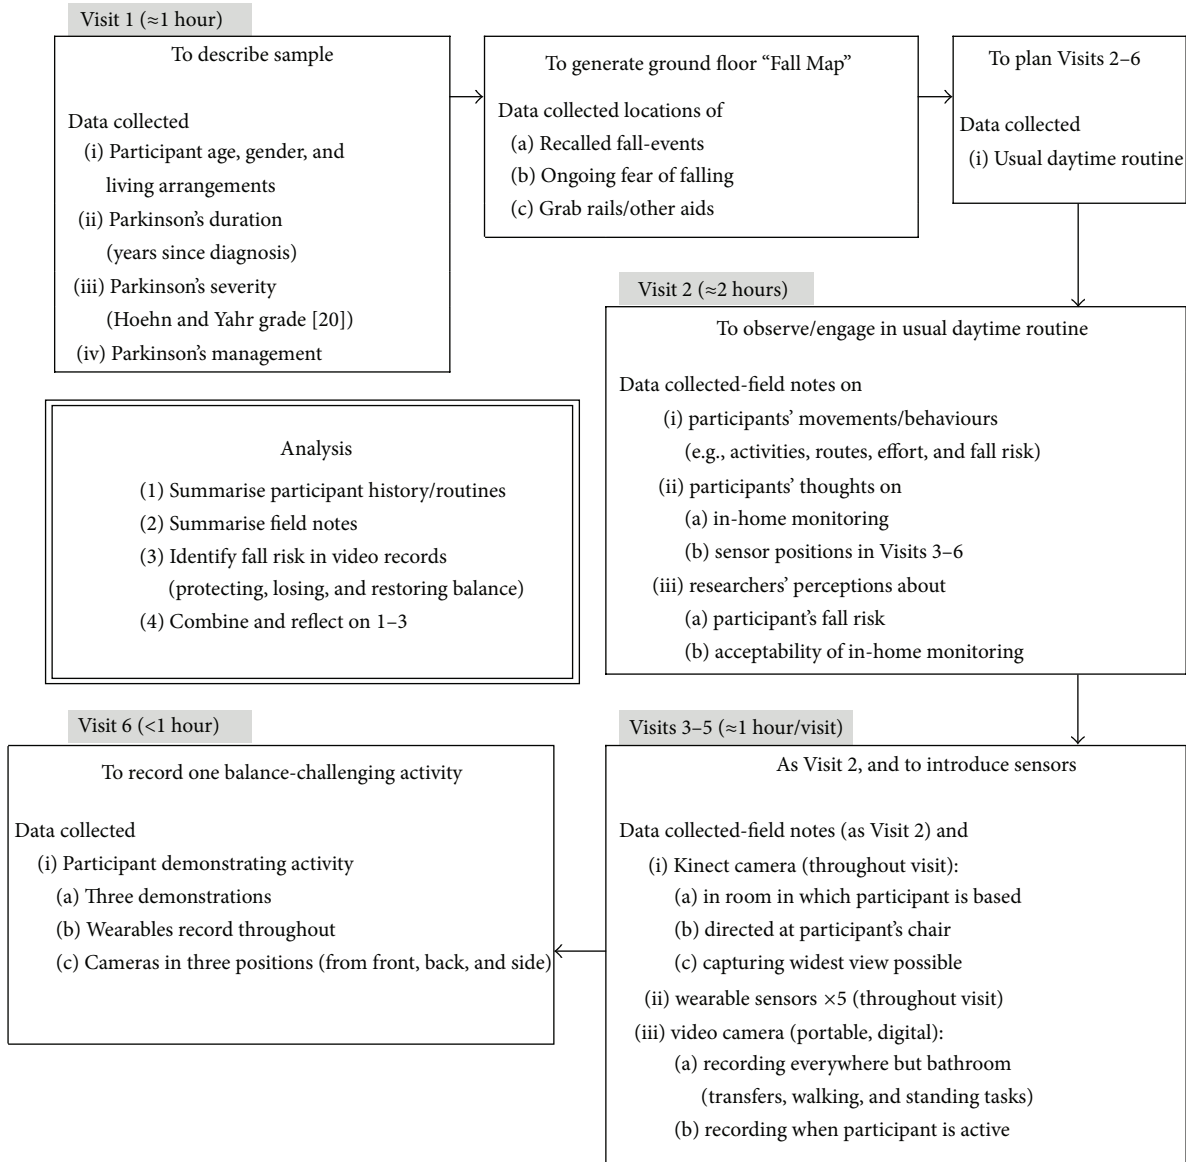 Visit 1 (≈1 hour)
To describe sample
Data collected
(i) Participant age, gender, and
living arrangements
(ii) Parkinson’s duration
(years since diagnosis)
(iii) Parkinson’s severity
(Hoehn and Yahr grade [20])
(iv) Parkinson’s management
To generate ground floor “Fall Map”
Data collected locations of
(a) Recalled fall-events
(b) Ongoing fear of falling
(c) Grab rails/other aids
To plan Visits 2–6
Data collected
(i) Usual daytime routine
Visit 2 (≈2 hours)
To observe/engage in usual daytime routine
Data collected-field notes on
(i) participants’ movements/behaviours
(e.g., activities, routes, effort, and fall risk)
(ii) participants’ thoughts on
(a) in-home monitoring
(b) sensor positions in Visits 3–6
(iii) researchers’ perceptions about
(a) participant’s fall risk
(b) acceptability of in-home monitoring
Analysis
(1) Summarise participant history/routines
(2) Summarise field notes
(3) Identify fall risk in video records
(protecting, losing, and restoring balance)
(4) Combine and reflect on 1–3
Visits 3–5 (≈1 hour/visit)
As Visit 2, and to introduce sensors
Data collected-field notes (as Visit 2) and
(i) Kinect camera (throughout visit):
(a) in room in which participant is based
(b) directed at participant’s chair
(c) capturing widest view possible
(ii) wearable sensors ×5 (throughout visit)
(iii) video camera (portable, digital):
(a) recording everywhere but bathroom
(transfers, walking, and standing tasks)
(b) recording when participant is active
Visit 6 (<1 hour)
To record one balance-challenging activity
Data collected
(i) Participant demonstrating activity
(a) Three demonstrations
(b) Wearables record throughout
(c) Cameras in three positions (from front, back, and side)